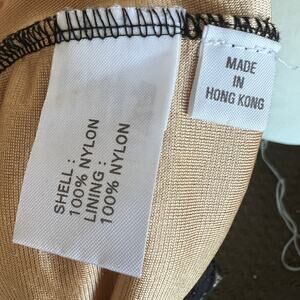 SHELL :
100% NYLON
LINING :
100% NYLON
MADE
IN
HONG KONG